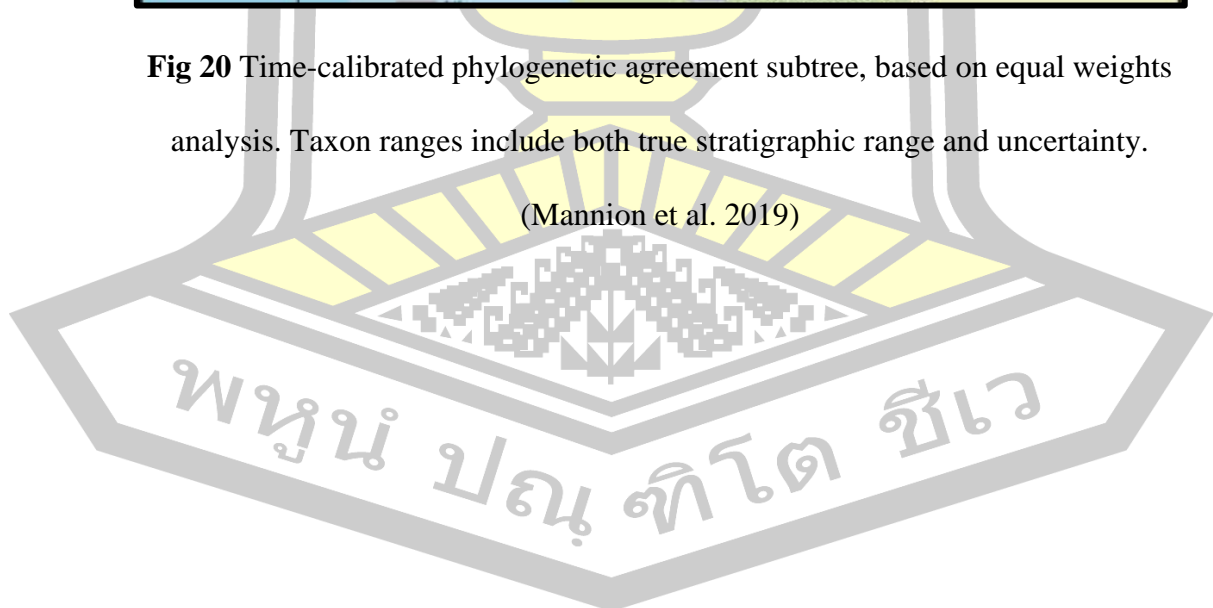 Fig 20 Time-calibrated phylogenetic agreement subtree, based on equal weights
analysis. Taxon ranges include both true stratigraphic range and uncertainty.
(Mannion et al. 2019)
พหูนํ ปณฺฑิโต ชีเว